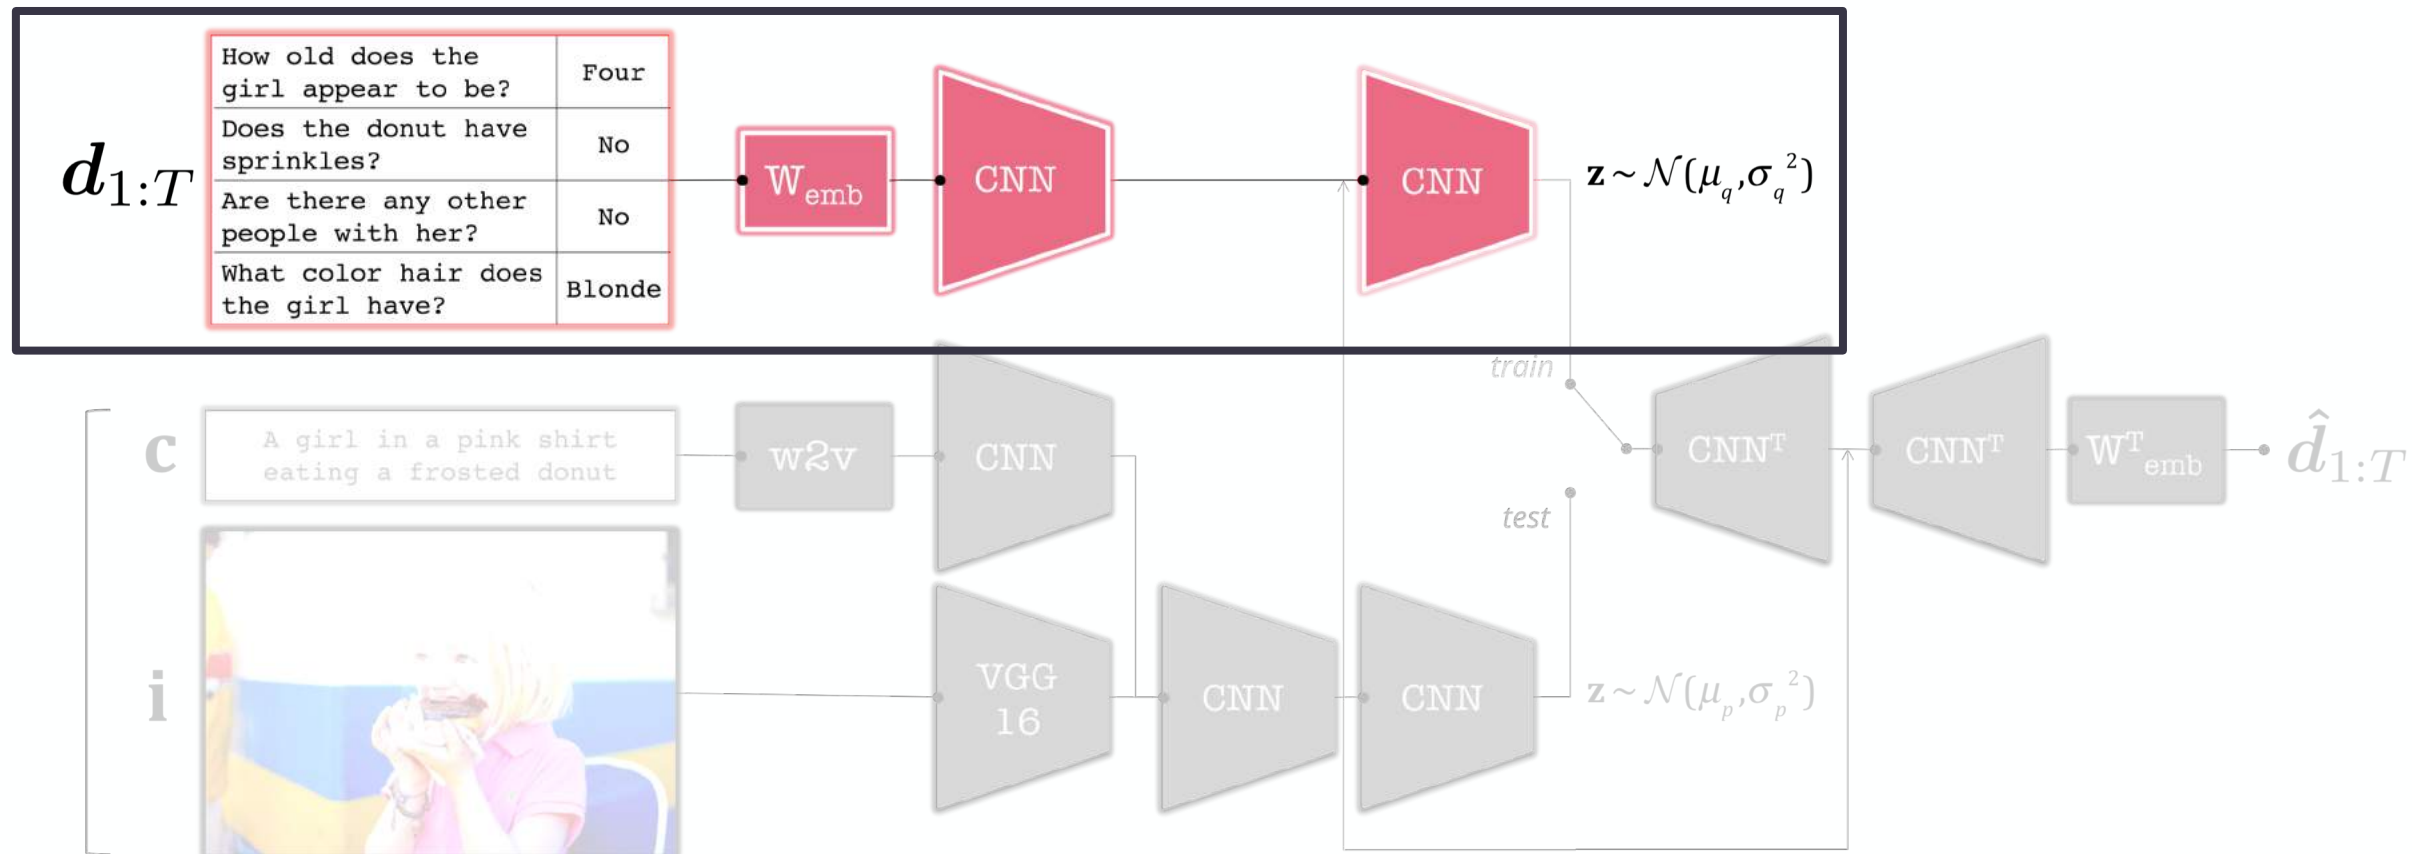 d1:T
How old does the
girl appear to be?
Four
Does the donut have
sprinkles?
No
Are there any other
people with her?
No
What color hair does
the girl have?
Blonde
Wemb
CNN
CNN
z ~ 𝒩(μq,σq²)
train
c
A girl in a pink shirt
eating a frosted donut
w2v
CNN
CNNᵀ
CNNᵀ
Wᵀemb
d̂1:T
test
i
VGG
16
CNN
CNN
z ~ 𝒩(μp,σp²)